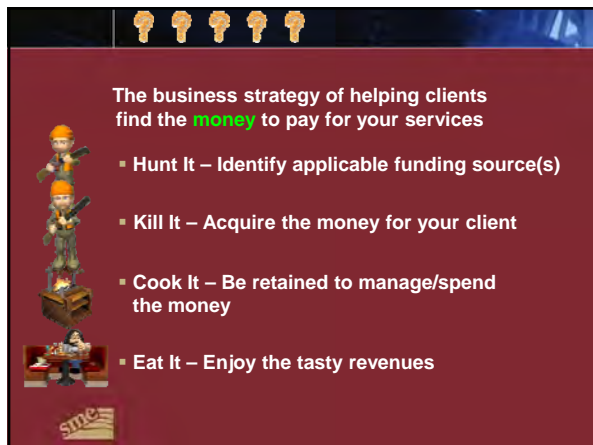 The business strategy of helping clients
find the money to pay for your services
▪ Hunt It – Identify applicable funding source(s)
▪ Kill It – Acquire the money for your client
▪ Cook It – Be retained to manage/spend
the money
▪ Eat It – Enjoy the tasty revenues
sme